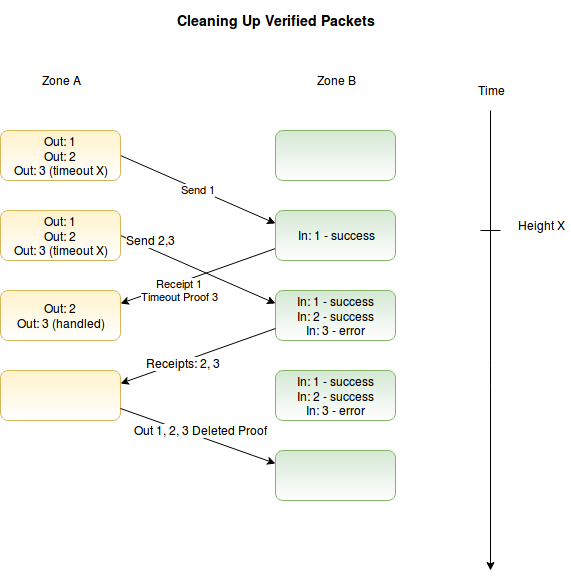 Cleaning Up Verified Packets
Zone A
Zone B
Time
Out: 1
Out: 2
Out: 3 (timeout X)
Send 1
Out: 1
Out: 2
Out: 3 (timeout X)
Send 2,3
In: 1 - success
Height X
Receipt 1
Timeout Proof 3
Out: 2
Out: 3 (handled)
In: 1 - success
In: 2 - success
In: 3 - error
Receipts: 2, 3
In: 1 - success
In: 2 - success
In: 3 - error
Out 1, 2, 3 Deleted Proof